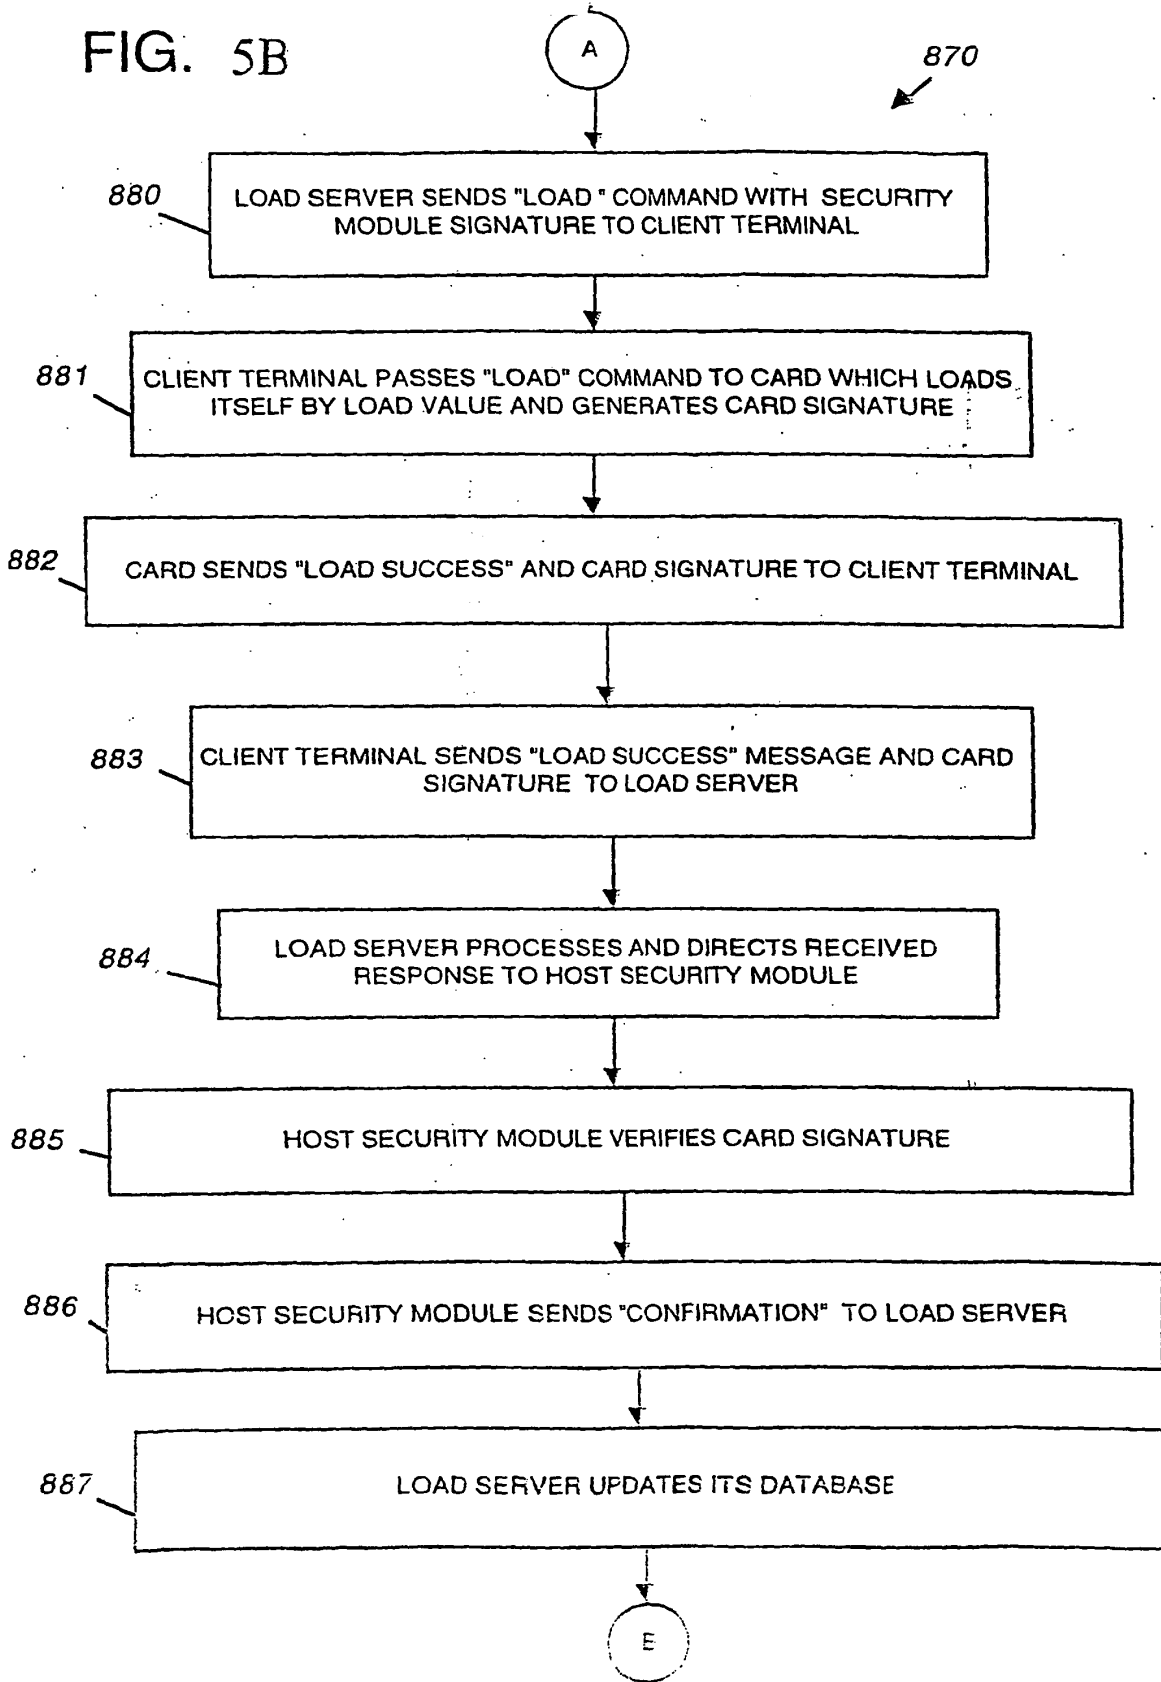 FIG. 5B
A
870
880
LOAD SERVER SENDS "LOAD" COMMAND WITH SECURITY
MODULE SIGNATURE TO CLIENT TERMINAL
881
CLIENT TERMINAL PASSES "LOAD" COMMAND TO CARD WHICH LOADS
ITSELF BY LOAD VALUE AND GENERATES CARD SIGNATURE
882
CARD SENDS "LOAD SUCCESS" AND CARD SIGNATURE TO CLIENT TERMINAL
883
CLIENT TERMINAL SENDS "LOAD SUCCESS" MESSAGE AND CARD
SIGNATURE TO LOAD SERVER
884
LOAD SERVER PROCESSES AND DIRECTS RECEIVED
RESPONSE TO HOST SECURITY MODULE
885
HOST SECURITY MODULE VERIFIES CARD SIGNATURE
886
HOST SECURITY MODULE SENDS "CONFIRMATION" TO LOAD SERVER
887
LOAD SERVER UPDATES ITS DATABASE
E